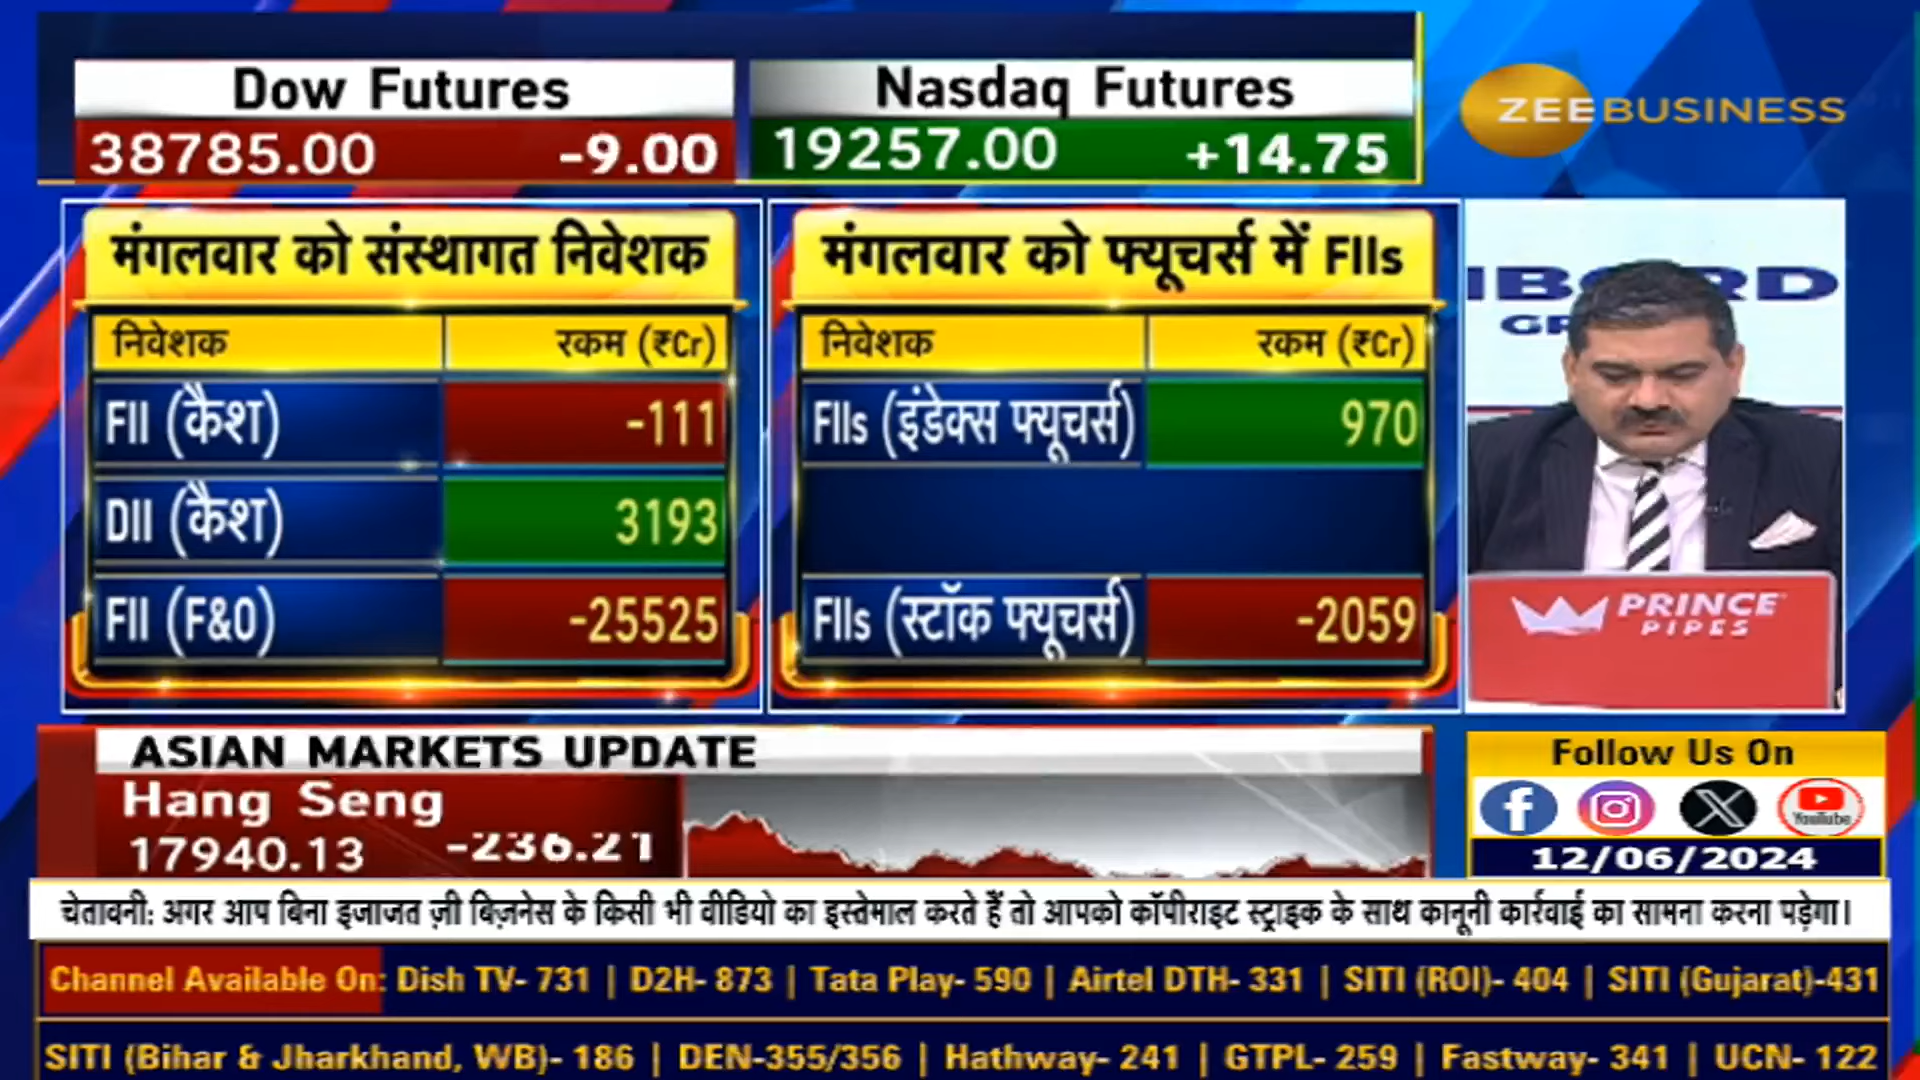 Dow Futures
38785.00 -9.00
Nasdaq Futures
19257.00 +14.75
ZEEBUSINESS
मंगलवार को संस्थागत निवेशक
निवेशक रकम (₹Cr)
FII (कैश) -111
DII (कैश) 3193
FII (F&O) -25525
मंगलवार को फ्यूचर्स में FIIs
निवेशक रकम (₹Cr)
FIIs (इंडेक्स फ्यूचर्स) 970
FIIs (स्टॉक फ्यूचर्स) -2059
PRINCE
PIPES
ASIAN MARKETS UPDATE
Hang Seng
17940.13 -236.21
Follow Us On
YouTube
12/06/2024
चेतावनी: अगर आप बिना इजाजत ज़ी बिज़नेस के किसी भी वीडियो का इस्तेमाल करते हैं तो आपको कॉपीराइट स्ट्राइक के साथ कानूनी कार्रवाई का सामना करना पड़ेगा।
Channel Available On: Dish TV- 731 | D2H- 873 | Tata Play- 590 | Airtel DTH- 331 | SITI (ROI)- 404 | SITI (Gujarat)-431
SITI (Bihar & Jharkhand, WB)- 186 | DEN-355/356 | Hathway- 241 | GTPL- 259 | Fastway- 341 | UCN- 122